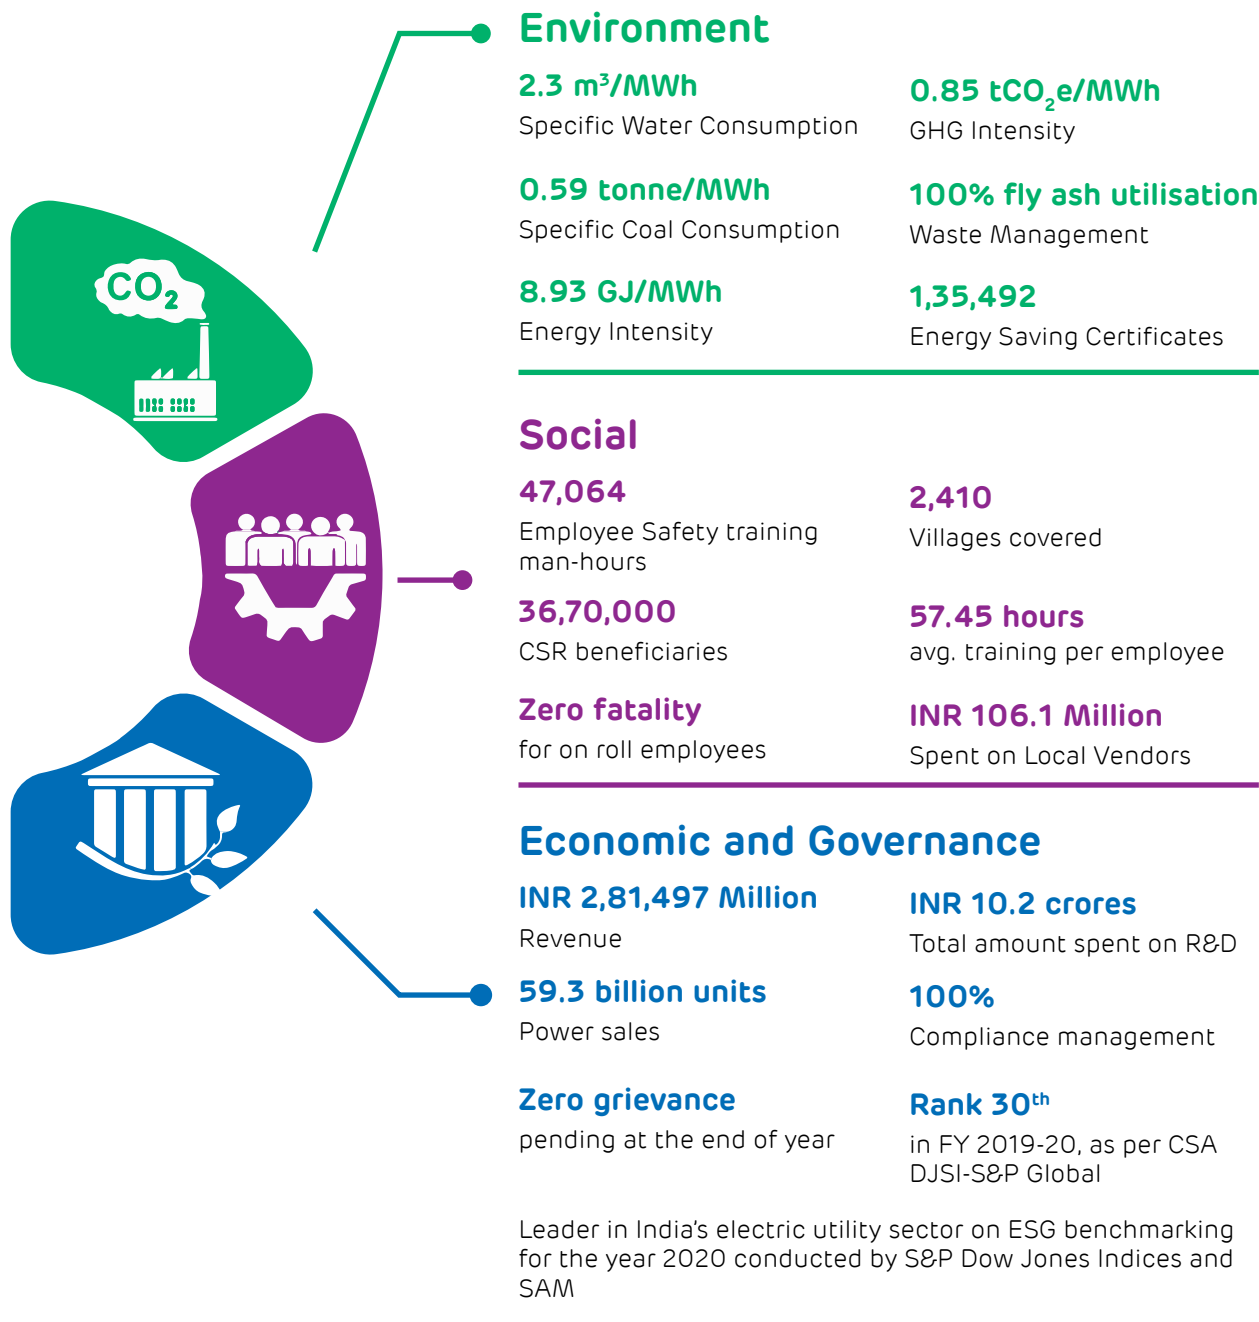 CO₂
Environment
2.3 m³/MWh
Specific Water Consumption
0.85 tCO₂e/MWh
GHG Intensity
0.59 tonne/MWh
Specific Coal Consumption
100% fly ash utilisation
Waste Management
8.93 GJ/MWh
Energy Intensity
1,35,492
Energy Saving Certificates
Social
47,064
Employee Safety training
man-hours
2,410
Villages covered
36,70,000
CSR beneficiaries
57.45 hours
avg. training per employee
Zero fatality
for on roll employees
INR 106.1 Million
Spent on Local Vendors
Economic and Governance
INR 2,81,497 Million
Revenue
INR 10.2 crores
Total amount spent on R&D
59.3 billion units
Power sales
100%
Compliance management
Zero grievance
pending at the end of year
Rank 30th
in FY 2019-20, as per CSA
DJSI-S&P Global
Leader in India's electric utility sector on ESG benchmarking
for the year 2020 conducted by S&P Dow Jones Indices and
SAM